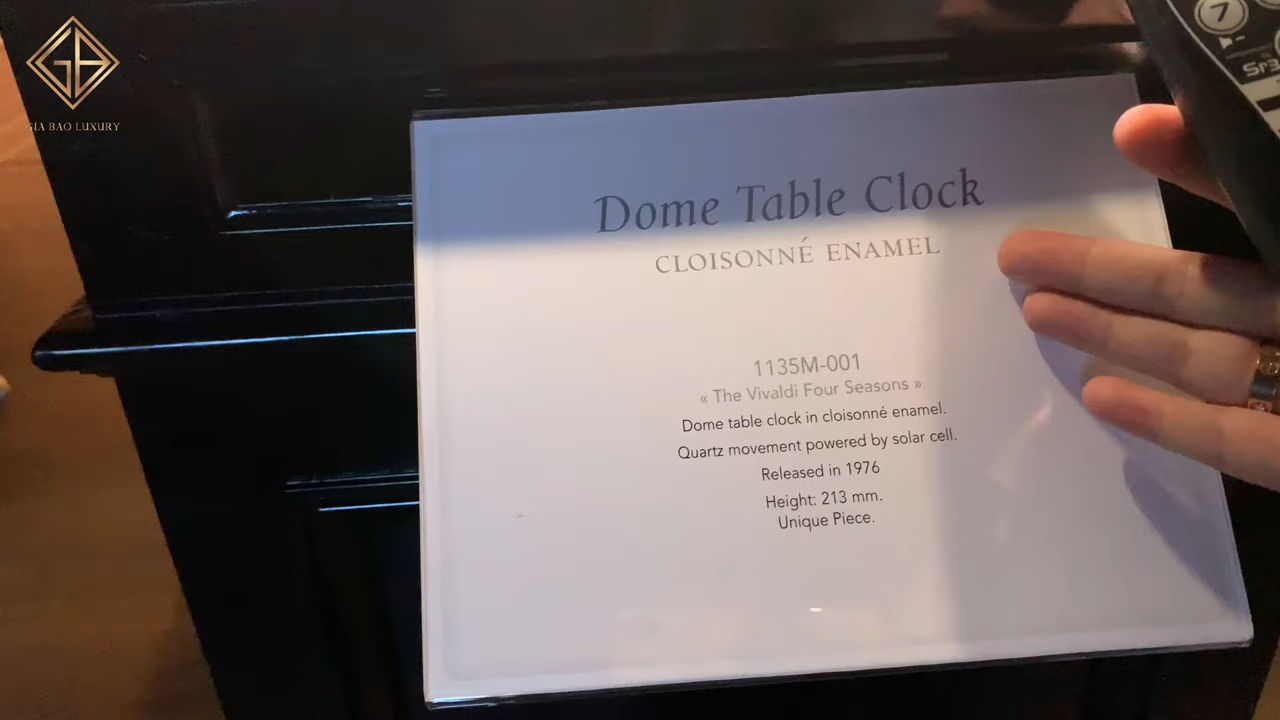 GIA BAO LUXURY
7
Dome Table Clock
CLOISONNÉ ENAMEL
1135M-001
« The Vivaldi Four Seasons »
Dome table clock in cloisonné enamel.
Quartz movement powered by solar cell.
Released in 1976
Height: 213 mm.
Unique Piece.